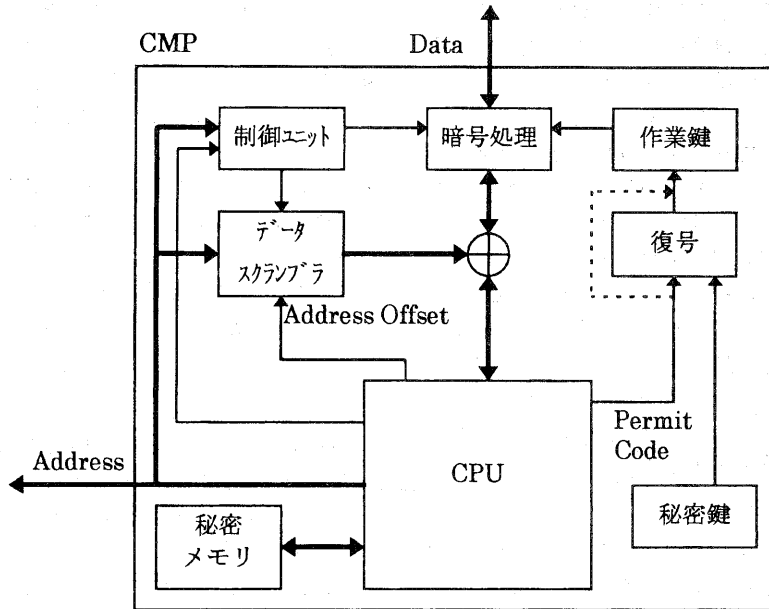 CMP
Data
制御ユニット
暗号処理
作業鍵
データ
スクランブラ
復号
Address Offset
Permit
Code
Address
CPU
秘密
メモリ
秘密鍵